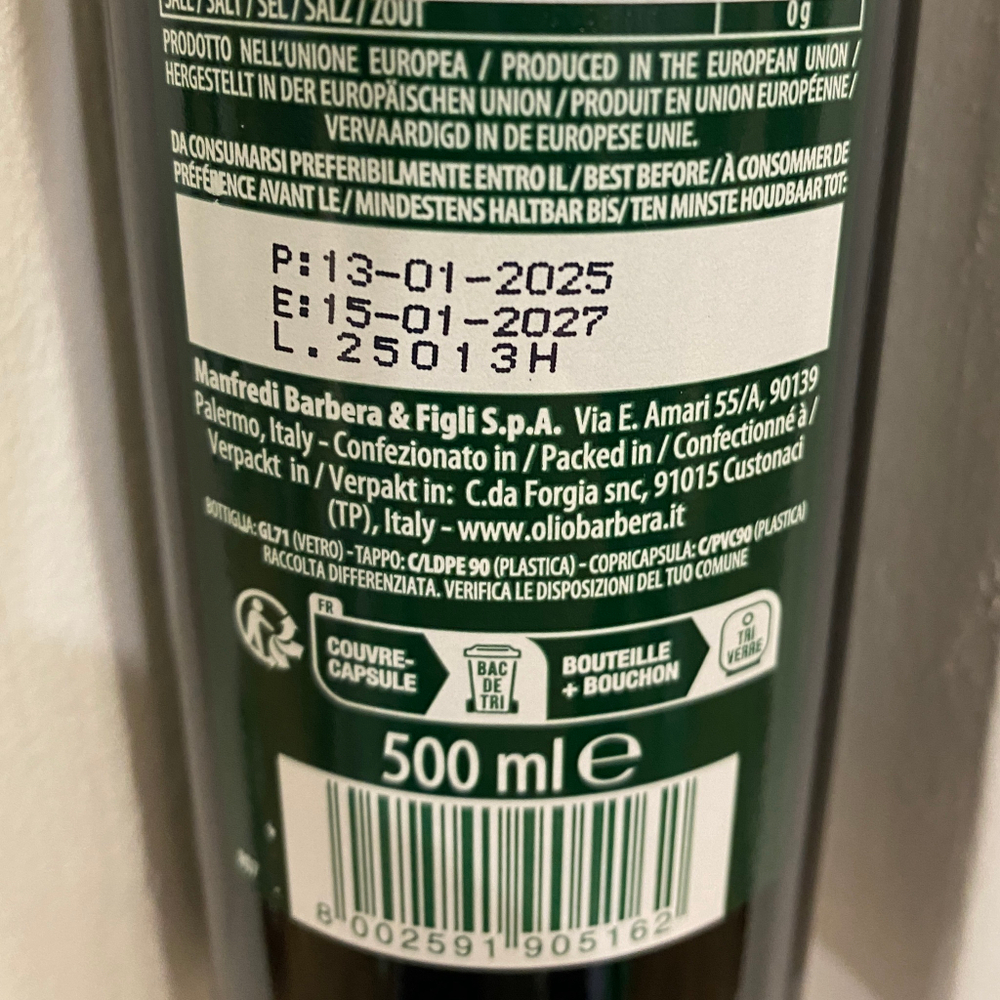 SALE / SALT / SEL / SALZ / ZOUT 0 g
PRODOTTO NELL'UNIONE EUROPEA / PRODUCED IN THE EUROPEAN UNION /
HERGESTELLT IN DER EUROPÄISCHEN UNION / PRODUIT EN UNION EUROPÉENNE /
VERVAARDIGD IN DE EUROPESE UNIE.
DA CONSUMARSI PREFERIBILMENTE ENTRO IL / BEST BEFORE / À CONSOMMER DE
PRÉFÉRENCE AVANT LE / MINDESTENS HALTBAR BIS / TEN MINSTE HOUDBAAR TOT:
P:13-01-2025
E:15-01-2027
L.25013H
Manfredi Barbera & Figli S.p.A. Via E. Amari 55/A, 90139
Palermo, Italy - Confezionato in / Packed in / Confectionné à /
Verpackt in / Verpakt in: C.da Forgia snc, 91015 Custonaci
(TP), Italy - www.oliobarbera.it
BOTTIGLIA: GL71 (VETRO) - TAPPO: C/LDPE 90 (PLASTICA) - COPRICAPSULA: C/PVC90 (PLASTICA)
RACCOLTA DIFFERENZIATA. VERIFICA LE DISPOSIZIONI DEL TUO COMUNE
FR
COUVRE-
CAPSULE
BAC
DE
TRI
BOUTEILLE
+ BOUCHON
TRI
VERRE
500 ml e
8 002591 905162